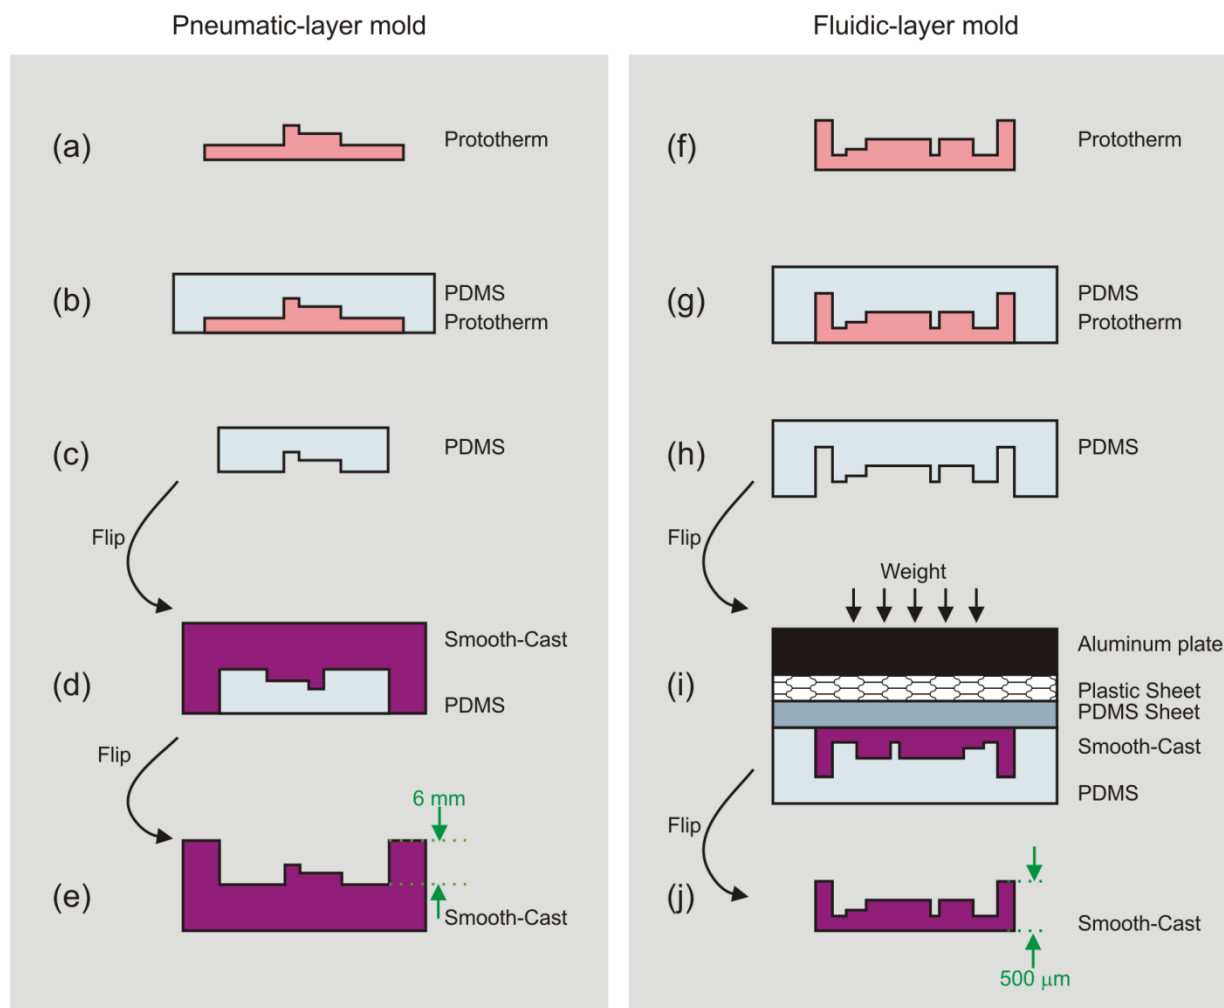 Pneumatic-layer mold
(a)
Prototherm
(b)
PDMS
Prototherm
(c)
PDMS
Flip
(d)
Smooth-Cast
PDMS
Flip
6 mm
(e)
Smooth-Cast
Fluidic-layer mold
(f)
Prototherm
(g)
PDMS
Prototherm
(h)
PDMS
Flip
Weight
(i)
Aluminum plate
Plastic Sheet
PDMS Sheet
Smooth-Cast
PDMS
Flip
(j)
Smooth-Cast
500 μm